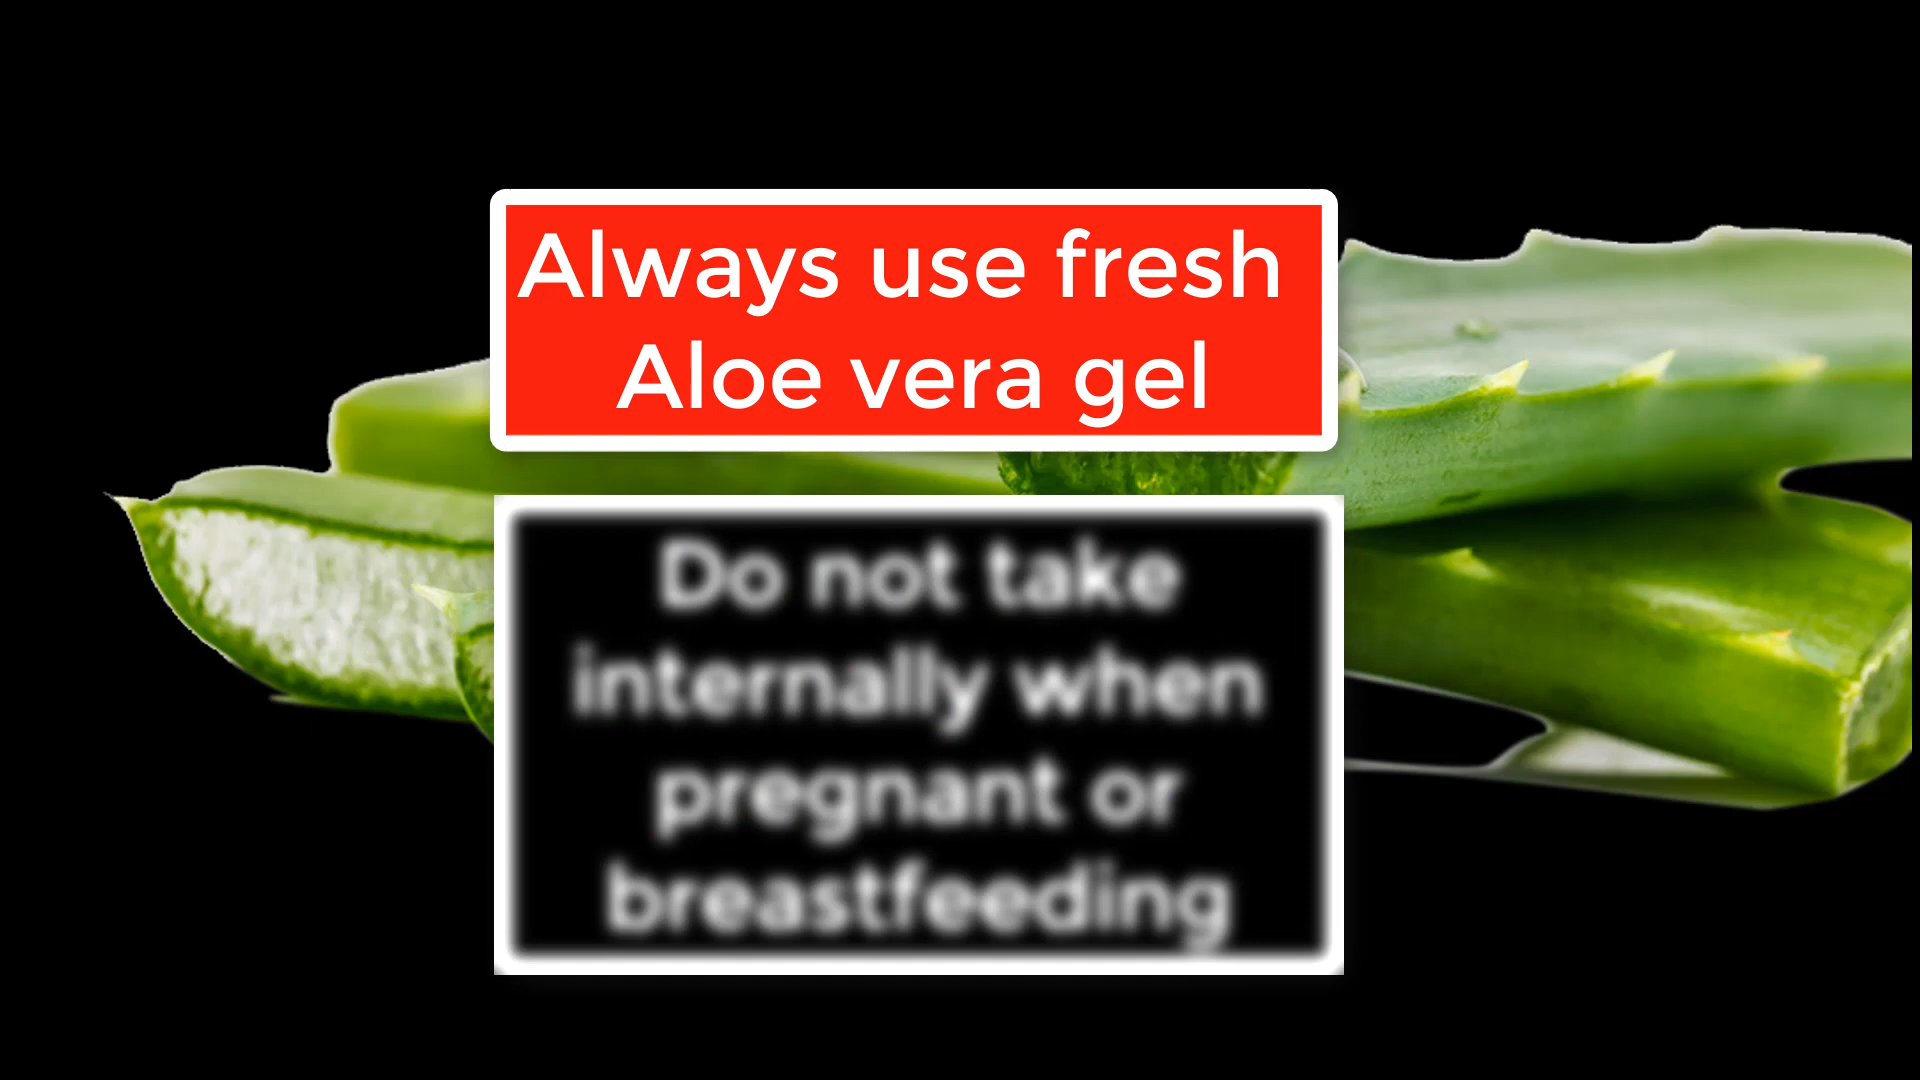 Always use fresh
Aloe vera gel
Do not take
internally when
pregnant or
breastfeeding